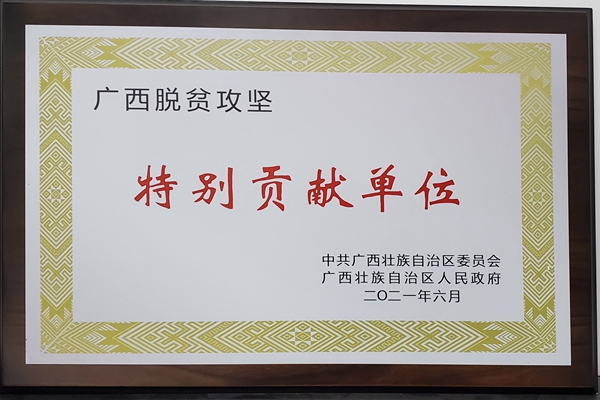 广西脱贫攻坚
特别贡献单位
中共广西壮族自治区委员会
广西壮族自治区人民政府
二〇二一年六月